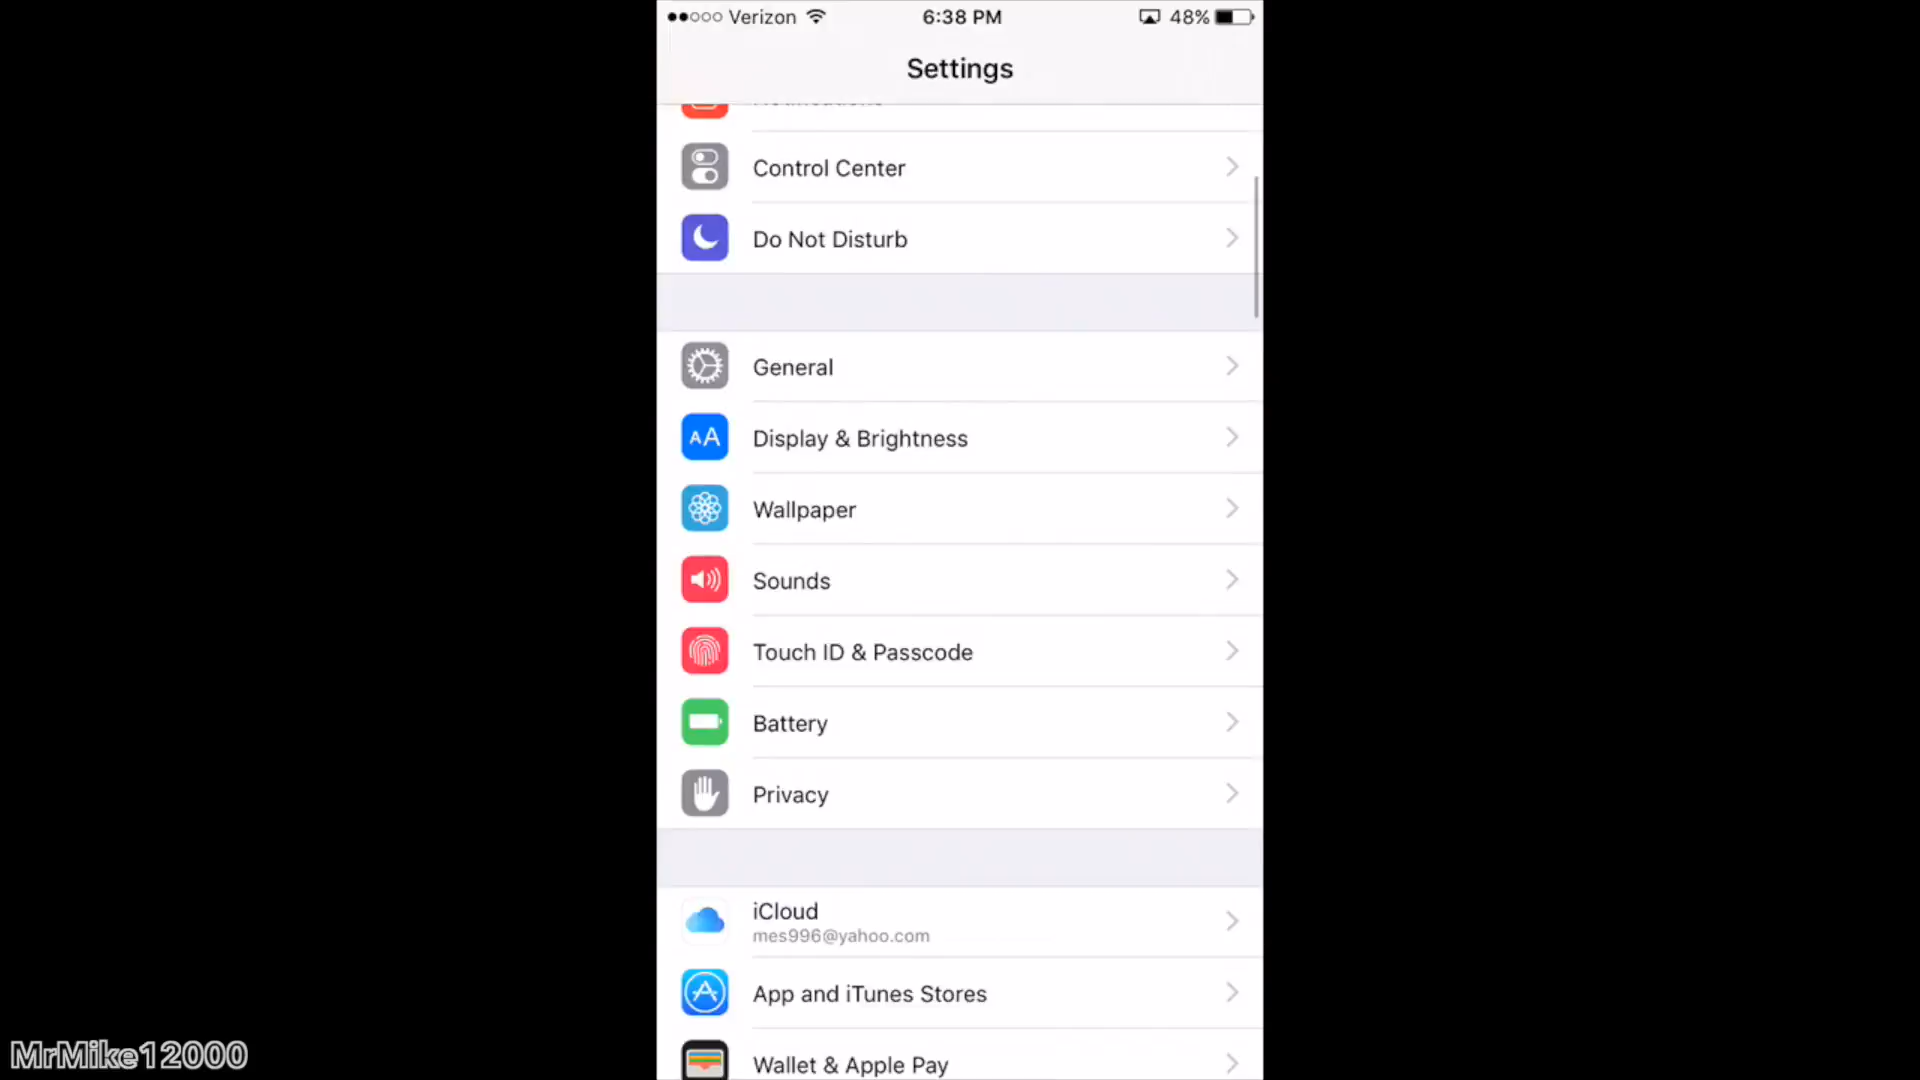 Verizon 6:38 PM 48%
Settings
Control Center
Do Not Disturb
General
AA Display & Brightness
Wallpaper
Sounds
Touch ID & Passcode
Battery
Privacy
iCloud
mes996@yahoo.com
App and iTunes Stores
Wallet & Apple Pay
MrMike12000